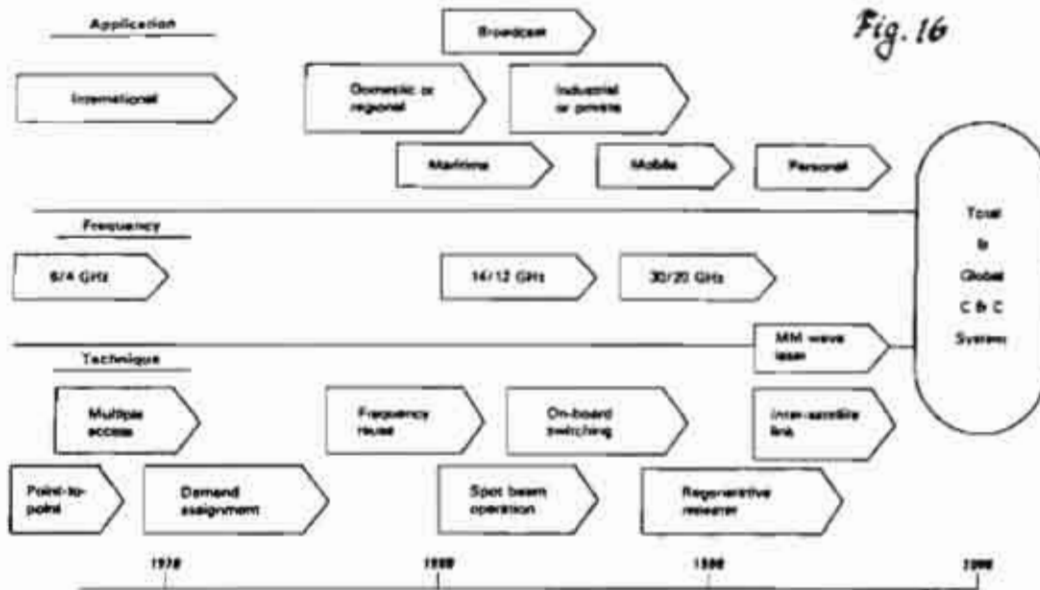 Fig. 16
Application
Broadcast
International
Domestic or
regional
Industrial
or private
Maritime
Mobile
Personal
Frequency
6/4 GHz
14/12 GHz
30/20 GHz
MM wave
laser
Total
&
Global
C & C
System
Technique
Multiple
access
Frequency
reuse
On-board
switching
Inter-satellite
link
Point-to-
point
Demand
assignment
Spot beam
operation
Regenerative
repeater
1970
1980
1990
2000